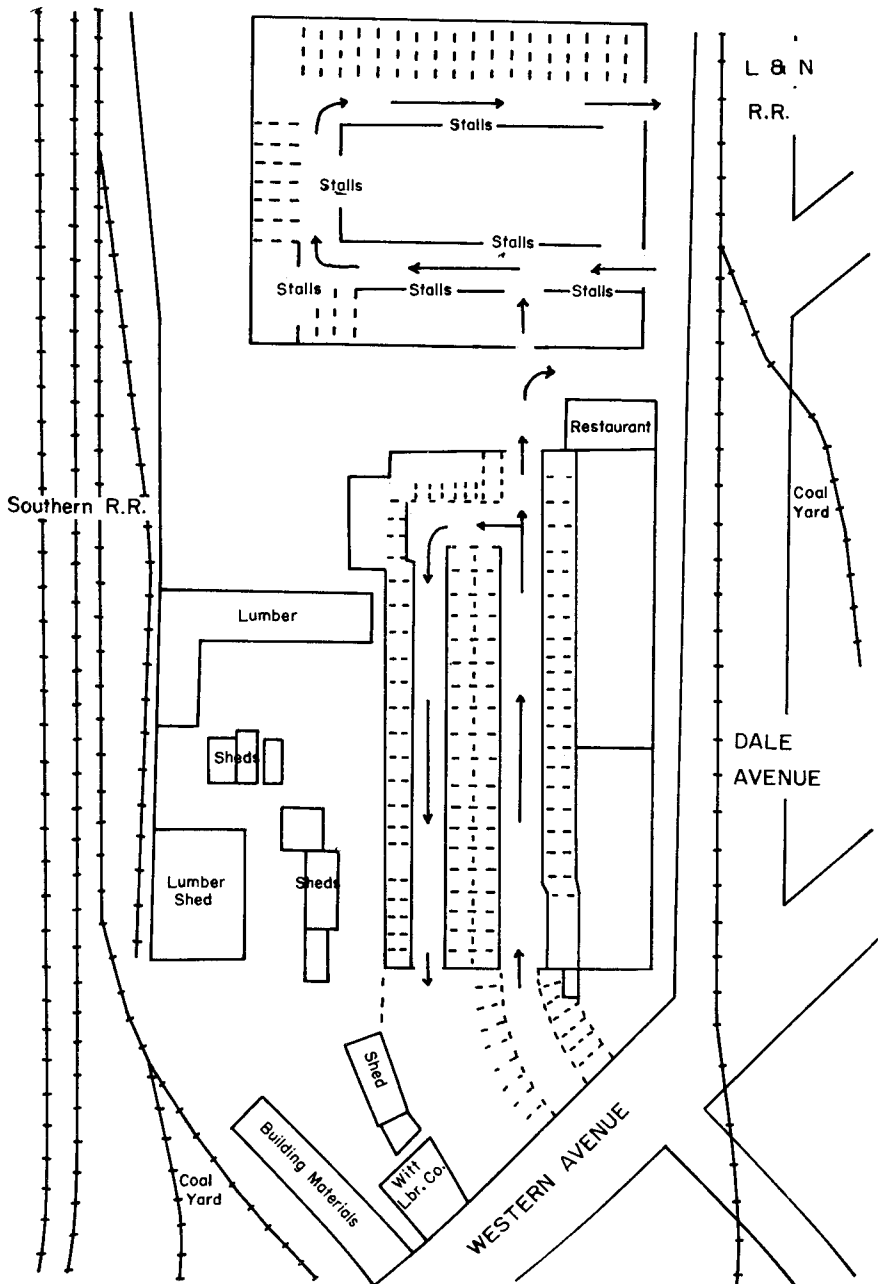 L & N
R.R.
Stalls
Stalls
Stalls
Stalls
Stalls
Stalls
Restaurant
Southern R.R.
Coal
Yard
Lumber
Sheds
DALE
AVENUE
Lumber
Shed
Sheds
Shed
Building Materials
Witt
Lbr. Co.
WESTERN AVENUE
Coal
Yard